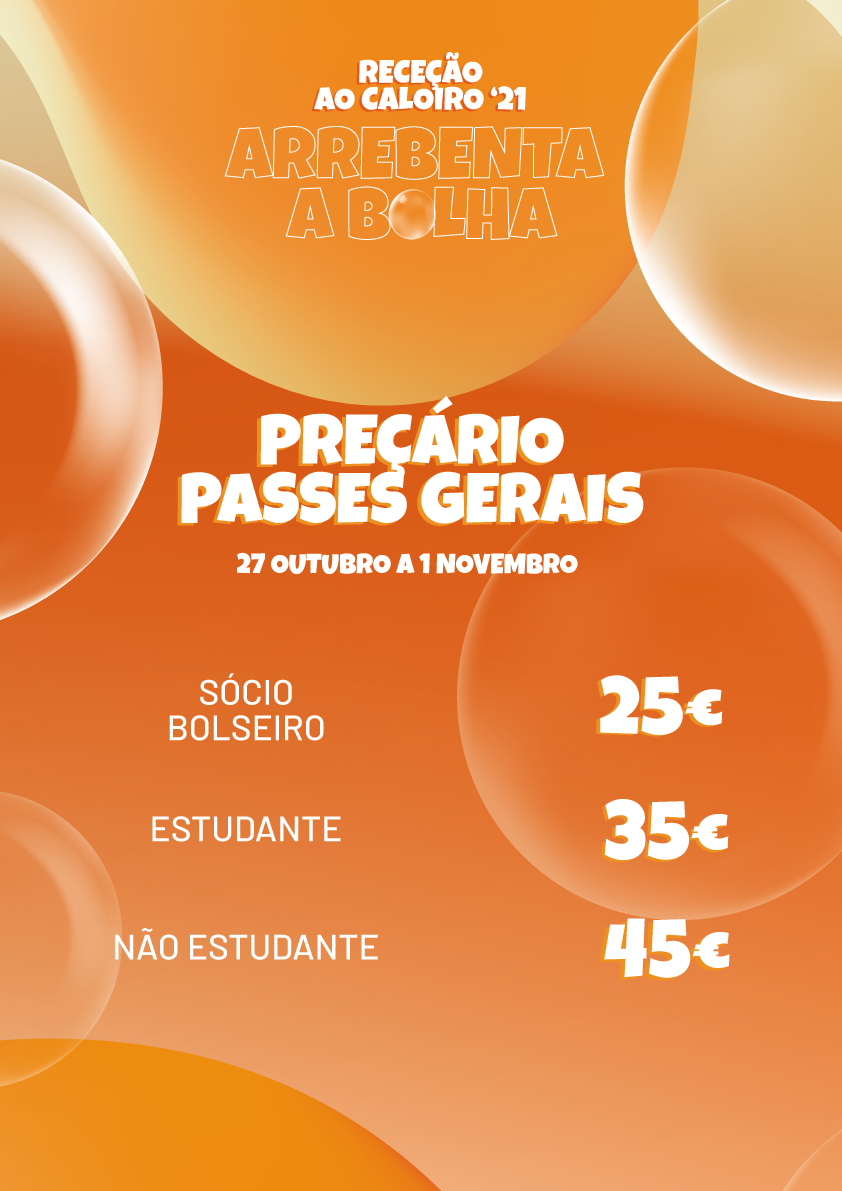 RECEÇÃO
AO CALOIRO ‘21
ARREBENTA
A BOLHA
PREÇÁRIO
PASSES GERAIS
27 OUTUBRO A 1 NOVEMBRO
SÓCIO
BOLSEIRO
25€
ESTUDANTE
35€
NÃO ESTUDANTE
45€